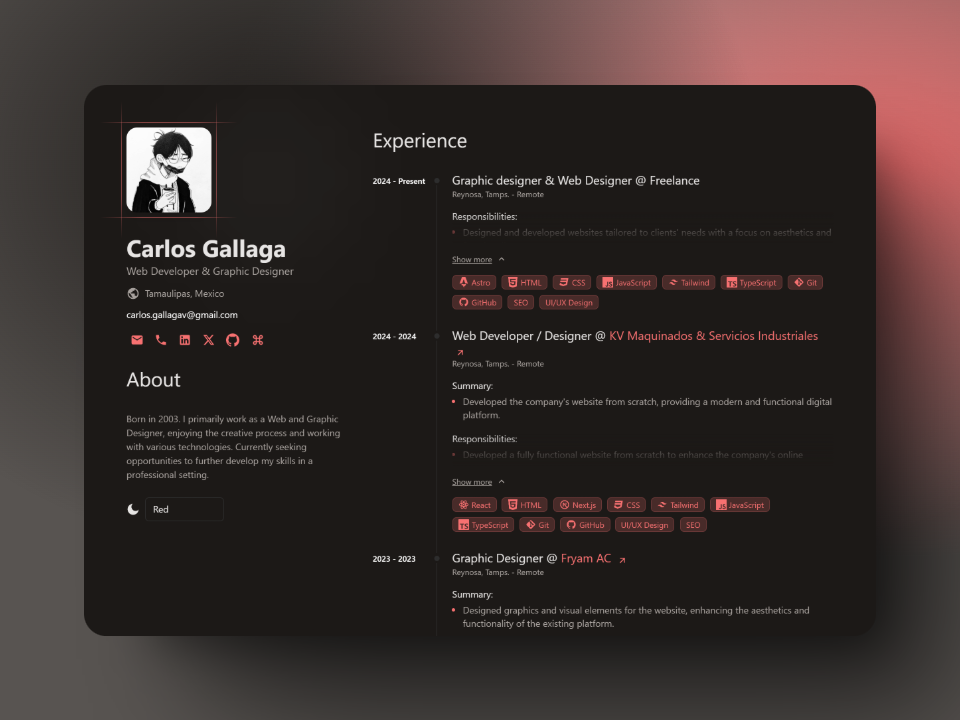 Carlos Gallaga
Web Developer & Graphic Designer
Tamaulipas, Mexico
carlos.gallagav@gmail.com
About
Born in 2003. I primarily work as a Web and Graphic
Designer, enjoying the creative process and working
with various technologies. Currently seeking
opportunities to further develop my skills in a
professional setting.
Red
Experience
2024 - Present
Graphic designer & Web Designer @ Freelance
Reynosa, Tamps. - Remote
Responsibilities:
Designed and developed websites tailored to clients' needs with a focus on aesthetics and
Show more
Astro HTML CSS JavaScript Tailwind TypeScript Git
GitHub SEO UI/UX Design
2024 - 2024
Web Developer / Designer @ KV Maquinados & Servicios Industriales
Reynosa, Tamps. - Remote
Summary:
Developed the company's website from scratch, providing a modern and functional digital
platform.
Responsibilities:
Developed a fully functional website from scratch to enhance the company's online
Show more
React HTML Next.js CSS Tailwind JavaScript
TypeScript Git GitHub UI/UX Design SEO
2023 - 2023
Graphic Designer @ Fryam AC
Reynosa, Tamps. - Remote
Summary:
Designed graphics and visual elements for the website, enhancing the aesthetics and
functionality of the existing platform.